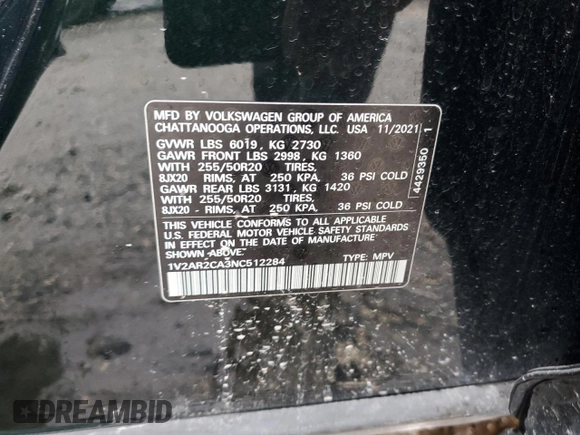 MFD BY VOLKSWAGEN GROUP OF AMERICA
CHATTANOOGA OPERATIONS, LLC. USA 11/2021
GVWR LBS 6019, KG 2730
GAWR FRONT LBS 2998, KG 1360
WITH 255/50R20 TIRES,
8JX20 RIMS, AT 250 KPA, 36 PSI COLD
GAWR REAR LBS 3131, KG 1420
WITH 255/50R20 TIRES,
8JX20 - RIMS, AT 250 KPA, 36 PSI COLD
THIS VEHICLE CONFORMS TO ALL APPLICABLE
U.S. FEDERAL MOTOR VEHICLE SAFETY STANDARDS
IN EFFECT ON THE DATE OF MANUFACTURE
SHOWN ABOVE.
1V2AR2CA3NC512284 TYPE: MPV
4429350 1
DREAMBID